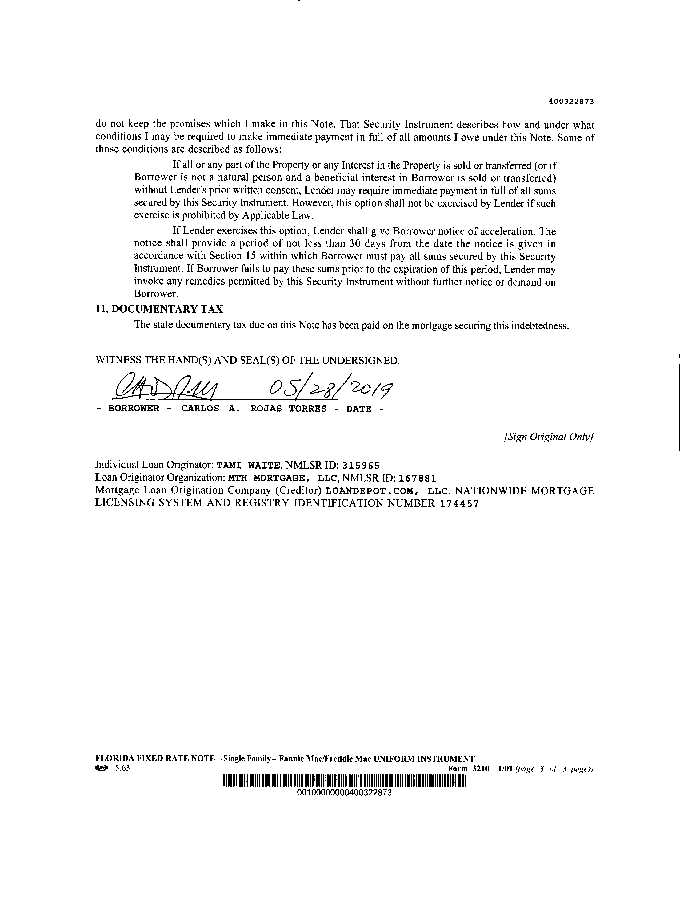 400322873
do not keep the promises which I make in this Note. That Security Instrument describes how and under what
conditions I may be required to make immediate payment in full of all amounts I owe under this Note. Some of
those conditions are described as follows:
If all or any part of the Property or any Interest in the Property is sold or transferred (or if
Borrower is not a natural person and a beneficial interest in Borrower is sold or transferred)
without Lender's prior written consent, Lender may require immediate payment in full of all sums
secured by this Security Instrument. However, this option shall not be exercised by Lender if such
exercise is prohibited by Applicable Law.
If Lender exercises this option, Lender shall give Borrower notice of acceleration. The
notice shall provide a period of not less than 30 days from the date the notice is given in
accordance with Section 15 within which Borrower must pay all sums secured by this Security
Instrument. If Borrower fails to pay these sums prior to the expiration of this period, Lender may
invoke any remedies permitted by this Security Instrument without further notice or demand on
Borrower.
11. DOCUMENTARY TAX
The state documentary tax due on this Note has been paid on the mortgage securing this indebtedness.
WITNESS THE HAND(S) AND SEAL(S) OF THE UNDERSIGNED.
05/28/2019
- BORROWER - CARLOS A. ROJAS TORRES - DATE -
[Sign Original Only]
Individual Loan Originator: TAMI WAITE, NMLSR ID: 315965
Loan Originator Organization: MTH MORTGAGE, LLC, NMLSR ID: 167881
Mortgage Loan Origination Company (Creditor) LOANDEPOT.COM, LLC. NATIONWIDE MORTGAGE
LICENSING SYSTEM AND REGISTRY IDENTIFICATION NUMBER 174457
FLORIDA FIXED RATE NOTE -Single Family- Fannie Mae/Freddie Mac UNIFORM INSTRUMENT
5.63 Form 3210 1/01 (page 3 of 3 pages)
00100000000400322873